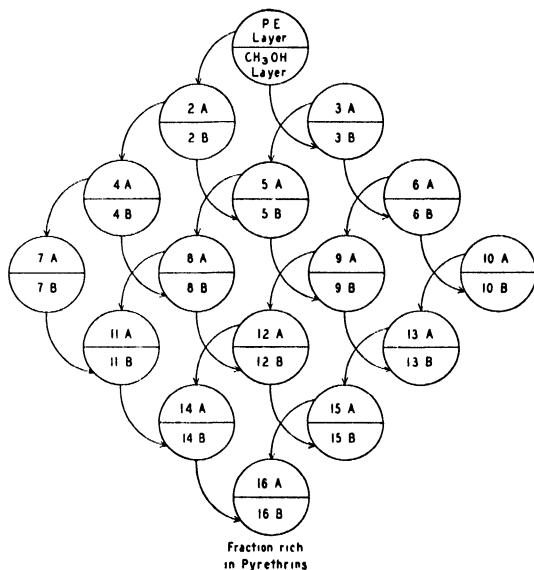 PE
Layer
CH₃OH
Layer
2 A
2 B
3 A
3 B
4 A
4 B
5 A
5 B
6 A
6 B
7 A
7 B
8 A
8 B
9 A
9 B
10 A
10 B
11 A
11 B
12 A
12 B
13 A
13 B
14 A
14 B
15 A
15 B
16 A
16 B
Fraction rich
in Pyrethrins